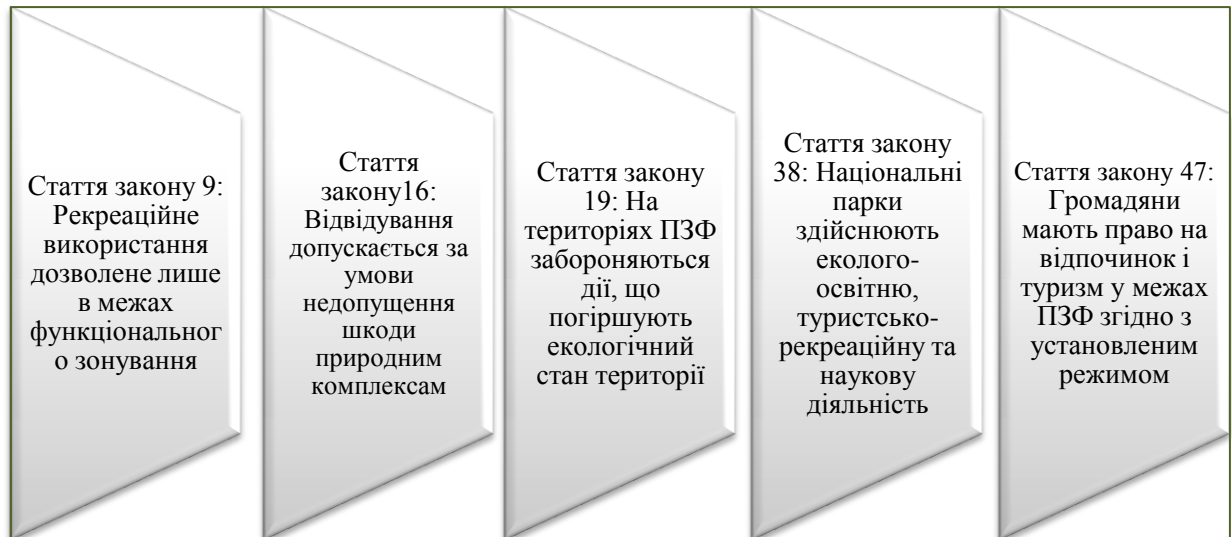 Стаття закону 9:
Рекреаційне
використання
дозволене лише
в межах
функціональног
о зонування
Стаття
закону16:
Відвідування
допускається за
умови
недопущення
шкоди
природним
комплексам
Стаття закону
19: На
територіях ПЗФ
забороняються
дії, що
погіршують
екологічний
стан території
Стаття закону
38: Національні
парки
здійснюють
еколого-
освітню,
туристсько-
рекреаційну та
наукову
діяльність
Стаття закону 47:
Громадяни
мають право на
відпочинок і
туризм у межах
ПЗФ згідно з
установленим
режимом